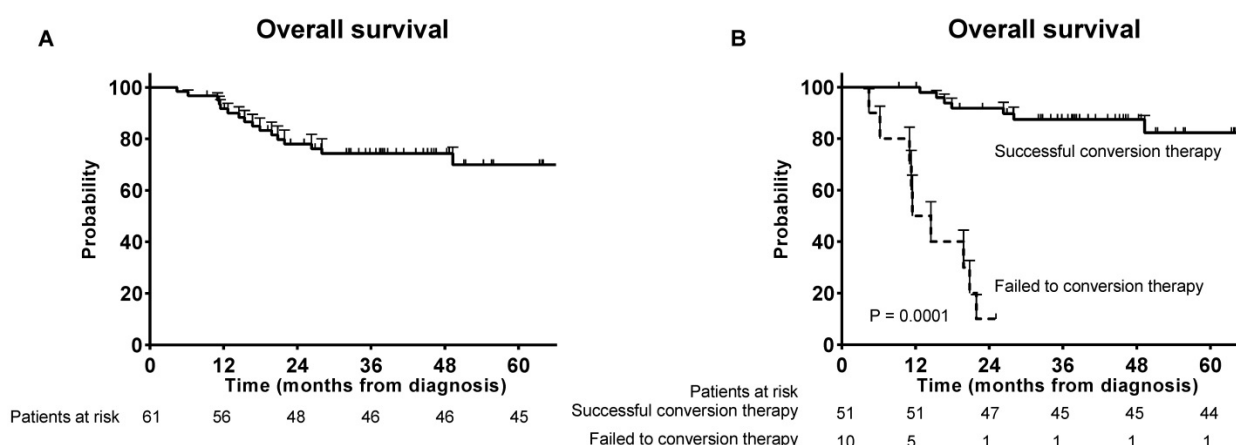 A
Overall survival
100
80
60
40
20
0
Probability
0 12 24 36 48 60
Time (months from diagnosis)
Patients at risk 61 56 48 46 46 45
B
Overall survival
100
80
60
40
20
0
Probability
Successful conversion therapy
Failed to conversion therapy
P = 0.0001
0 12 24 36 48 60
Time (months from diagnosis)
Patients at risk
Successful conversion therapy 51 51 47 45 45 44
Failed to conversion therapy 10 5 1 1 1 1